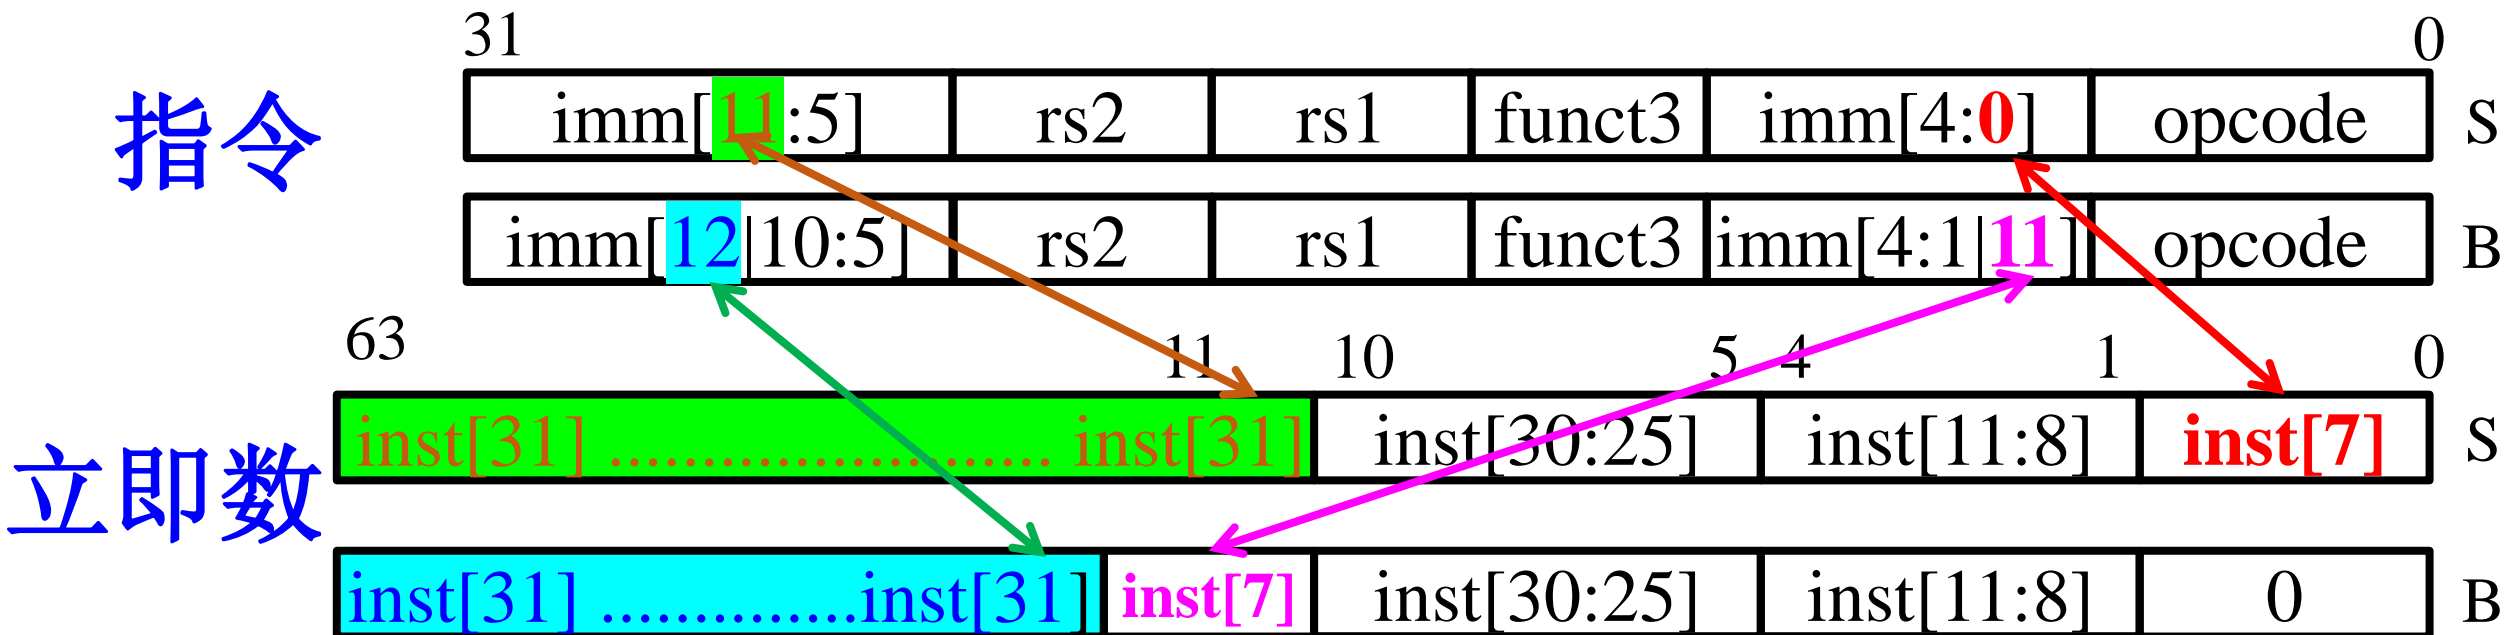 31 0
指令 imm[11:5] rs2 rs1 funct3 imm[4:0] opcode S
imm[12|10:5] rs2 rs1 funct3 imm[4:1|11] opcode B
63 11 10 5 4 1 0
立即数 inst[31] ........................ inst[31] inst[30:25] inst[11:8] inst[7] S
inst[31] ..............inst[31] inst[7] inst[30:25] inst[11:8] 0 B